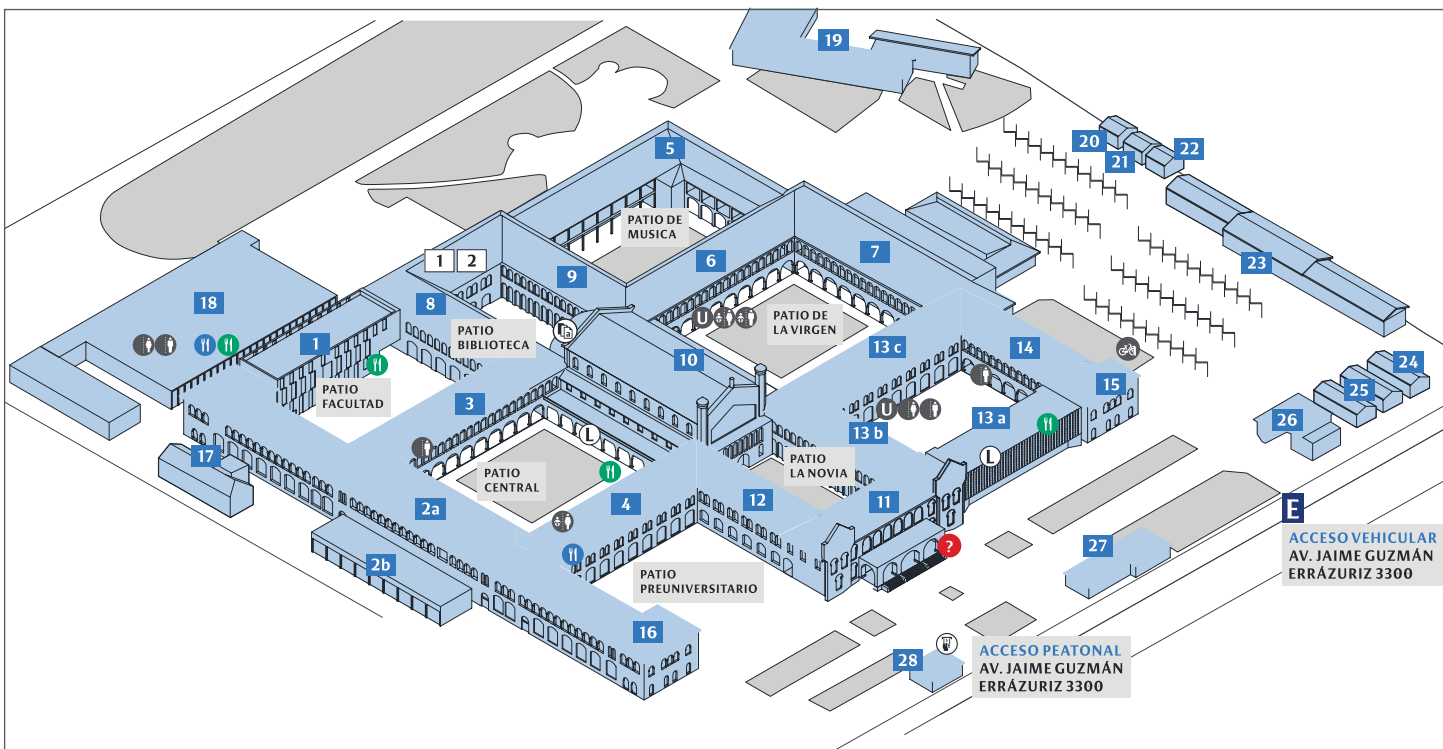 19
20
21
22
5
PATIO DE
MUSICA
1
2
9
6
7
23
18
8
1
PATIO
BIBLIOTECA
a
U
PATIO DE
LA VIRGEN
10
13 c
14
15
24
25
26
PATIO
FACULTAD
3
U
13 a
13 b
L
17
PATIO
CENTRAL
L
PATIO
LA NOVIA
2a
4
12
11
2b
?
27
E
ACCESO VEHICULAR
AV. JAIME GUZMÁN
ERRÁZURIZ 3300
PATIO
PREUNIVERSITARIO
16
28
ACCESO PEATONAL
AV. JAIME GUZMÁN
ERRÁZURIZ 3300